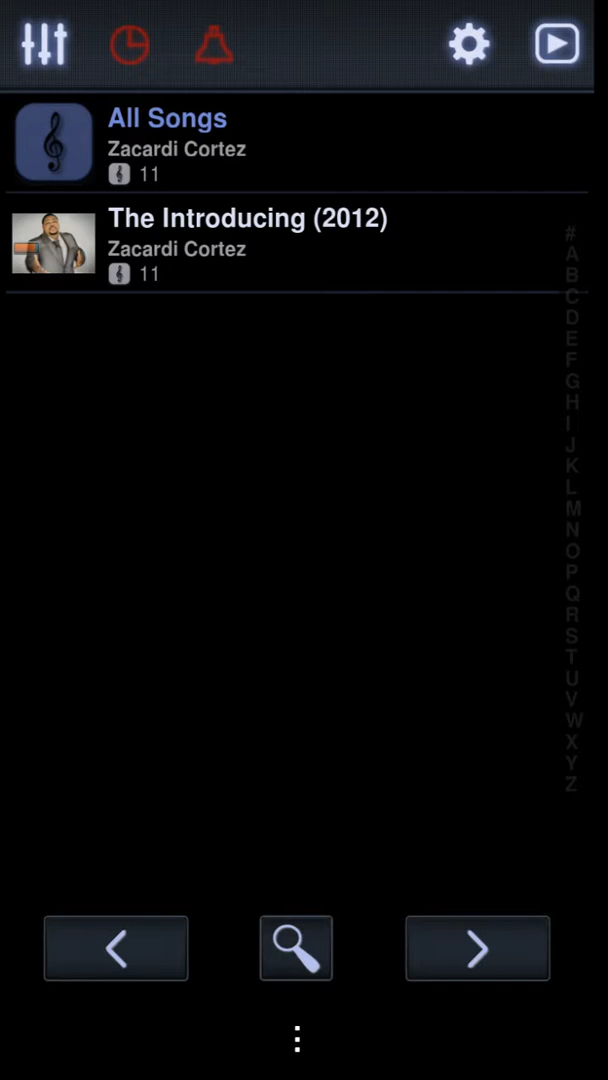 All Songs
Zacardi Cortez
11
The Introducing (2012)
Zacardi Cortez
11
#
A
B
C
D
E
F
G
H
I
J
K
L
M
N
O
P
Q
R
S
T
U
V
W
X
Y
Z